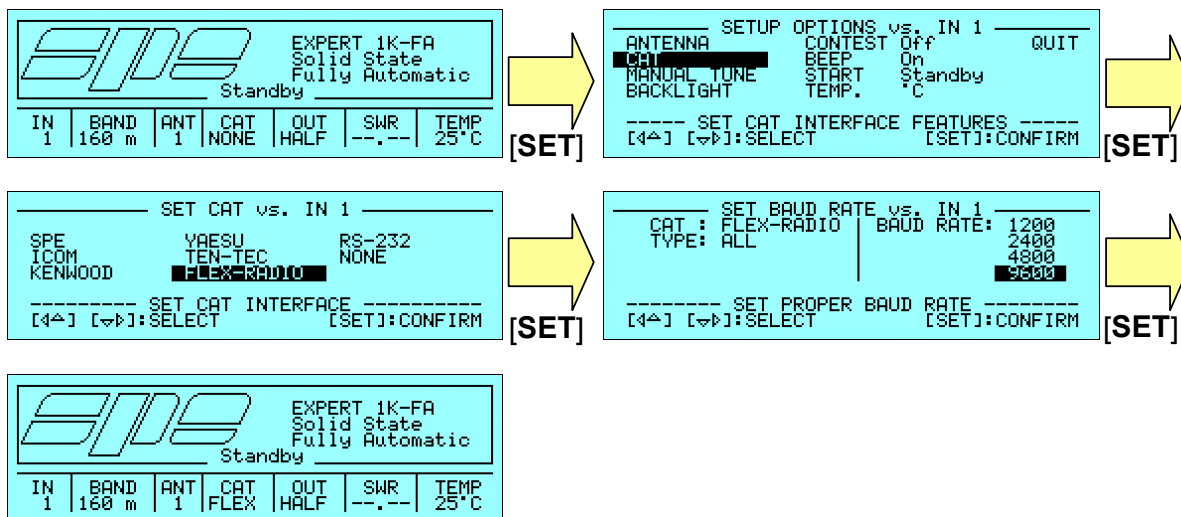 spe
EXPERT 1K-FA
Solid State
Fully Automatic
Standby
IN BAND ANT CAT OUT SWR TEMP
1 160 m 1 NONE HALF --.-- 25°C
[SET]
SETUP OPTIONS vs. IN 1
ANTENNA CONTEST Off QUIT
CAT BEEP On
MANUAL TUNE START Standby
BACKLIGHT TEMP. °C
----- SET CAT INTERFACE FEATURES -----
[◁△] [▽▷]:SELECT [SET]:CONFIRM
[SET]
SET CAT vs. IN 1
SPE YAESU RS-232
ICOM TEN-TEC NONE
KENWOOD FLEX-RADIO
--------- SET CAT INTERFACE ----------
[◁△] [▽▷]:SELECT [SET]:CONFIRM
[SET]
SET BAUD RATE vs. IN 1
CAT : FLEX-RADIO BAUD RATE: 1200
TYPE: ALL 2400
4800
9600
-------- SET PROPER BAUD RATE --------
[◁△] [▽▷]:SELECT [SET]:CONFIRM
[SET]
spe
EXPERT 1K-FA
Solid State
Fully Automatic
Standby
IN BAND ANT CAT OUT SWR TEMP
1 160 m 1 FLEX HALF --.-- 25°C